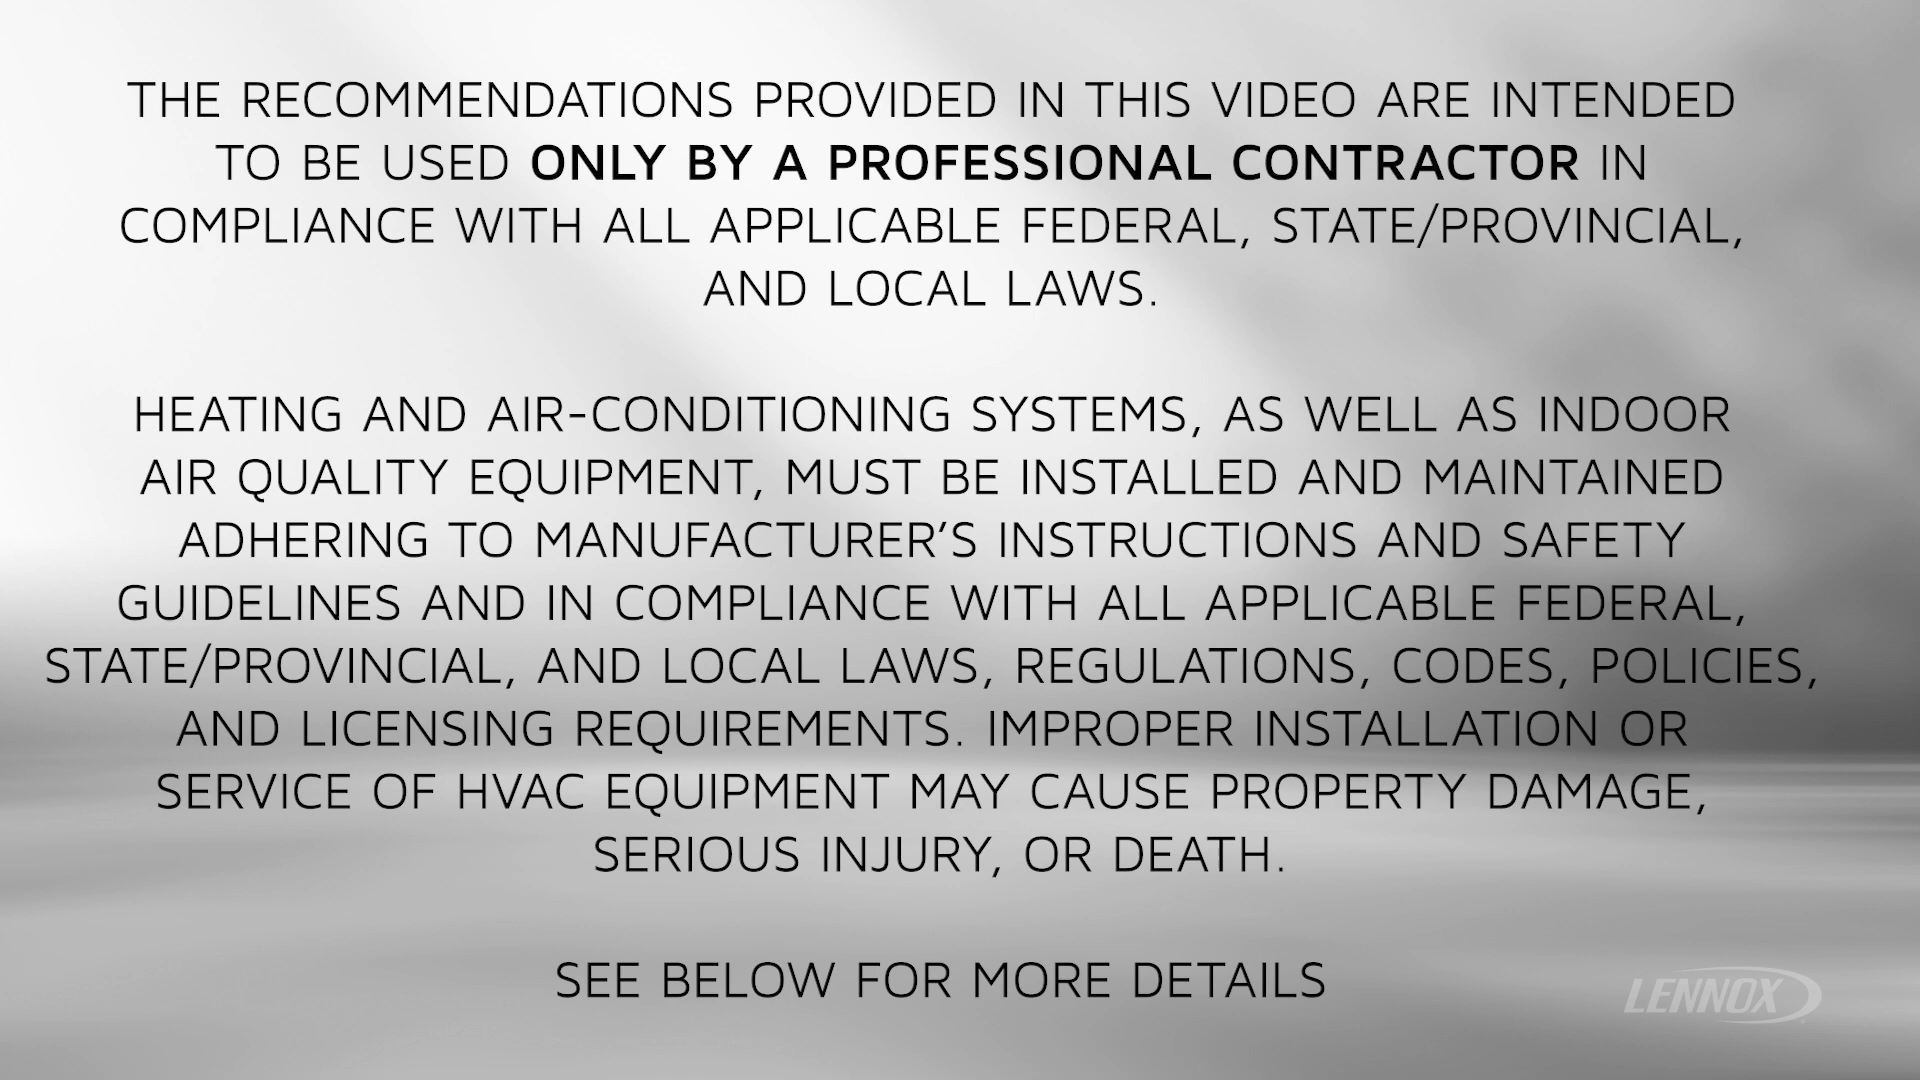 THE RECOMMENDATIONS PROVIDED IN THIS VIDEO ARE INTENDED
TO BE USED ONLY BY A PROFESSIONAL CONTRACTOR IN
COMPLIANCE WITH ALL APPLICABLE FEDERAL, STATE/PROVINCIAL,
AND LOCAL LAWS.
HEATING AND AIR-CONDITIONING SYSTEMS, AS WELL AS INDOOR
AIR QUALITY EQUIPMENT, MUST BE INSTALLED AND MAINTAINED
ADHERING TO MANUFACTURER’S INSTRUCTIONS AND SAFETY
GUIDELINES AND IN COMPLIANCE WITH ALL APPLICABLE FEDERAL,
STATE/PROVINCIAL, AND LOCAL LAWS, REGULATIONS, CODES, POLICIES,
AND LICENSING REQUIREMENTS. IMPROPER INSTALLATION OR
SERVICE OF HVAC EQUIPMENT MAY CAUSE PROPERTY DAMAGE,
SERIOUS INJURY, OR DEATH.
SEE BELOW FOR MORE DETAILS
LENNOX